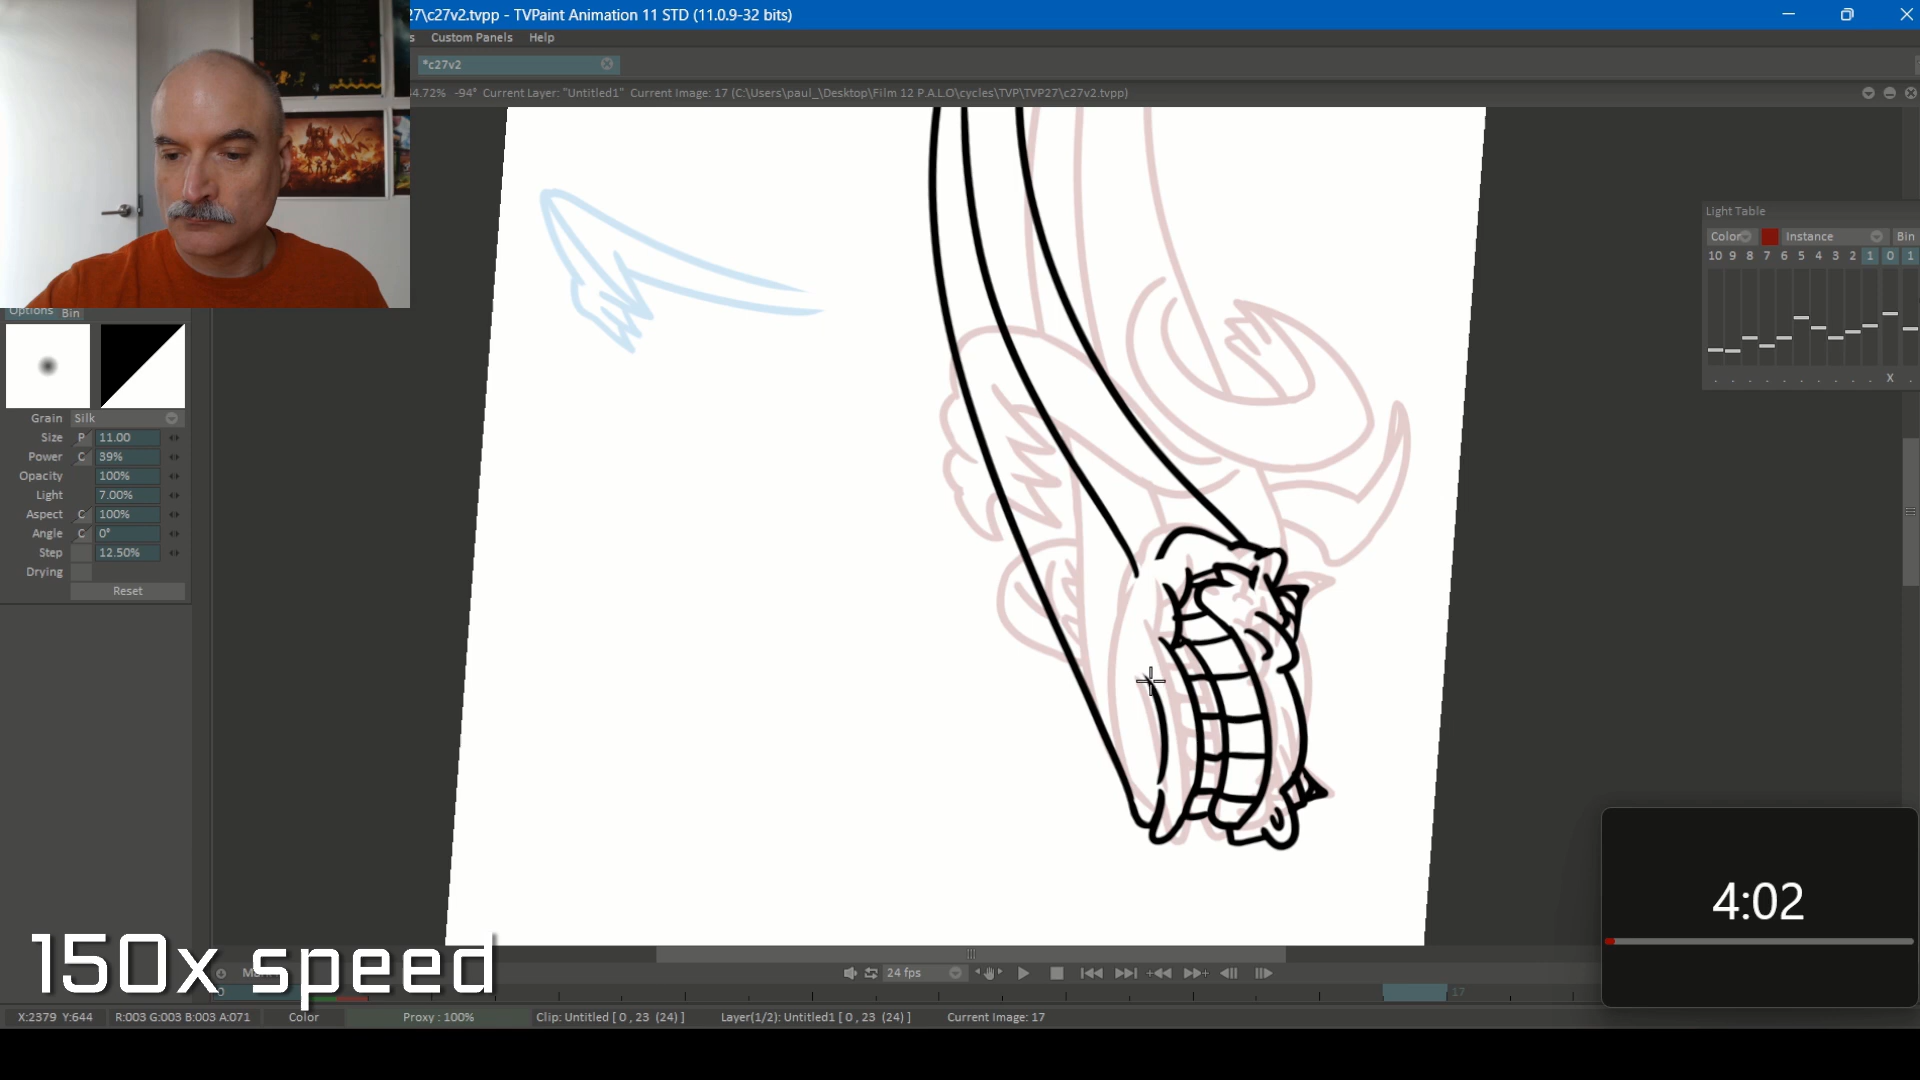 27\c27v2.tvpp - TVPaint Animation 11 STD (11.0.9-32 bits)
s Custom Panels Help
*c27v2
4.72% -94° Current Layer: "Untitled1" Current Image: 17 (C:\Users\paul_\Desktop\Film 12 P.A.L.O\cycles\TVP\TVP27\c27v2.tvpp)
Light Table
Color Instance Bin
10 9 8 7 6 5 4 3 2 1 0 1
X
Options Bin
Grain Silk
Size P 11.00
Power C 39%
Opacity 100%
Light 7.00%
Aspect C 100%
Angle C 0°
Step 12.50%
Drying
Reset
4:02
150x speed
24 fps
0 17
X:2379 Y:644 R:003 G:003 B:003 A:071 Color Proxy : 100% Clip: Untitled [ 0 , 23 (24) ] Layer(1/2): Untitled1 [ 0 , 23 (24) ] Current Image: 17